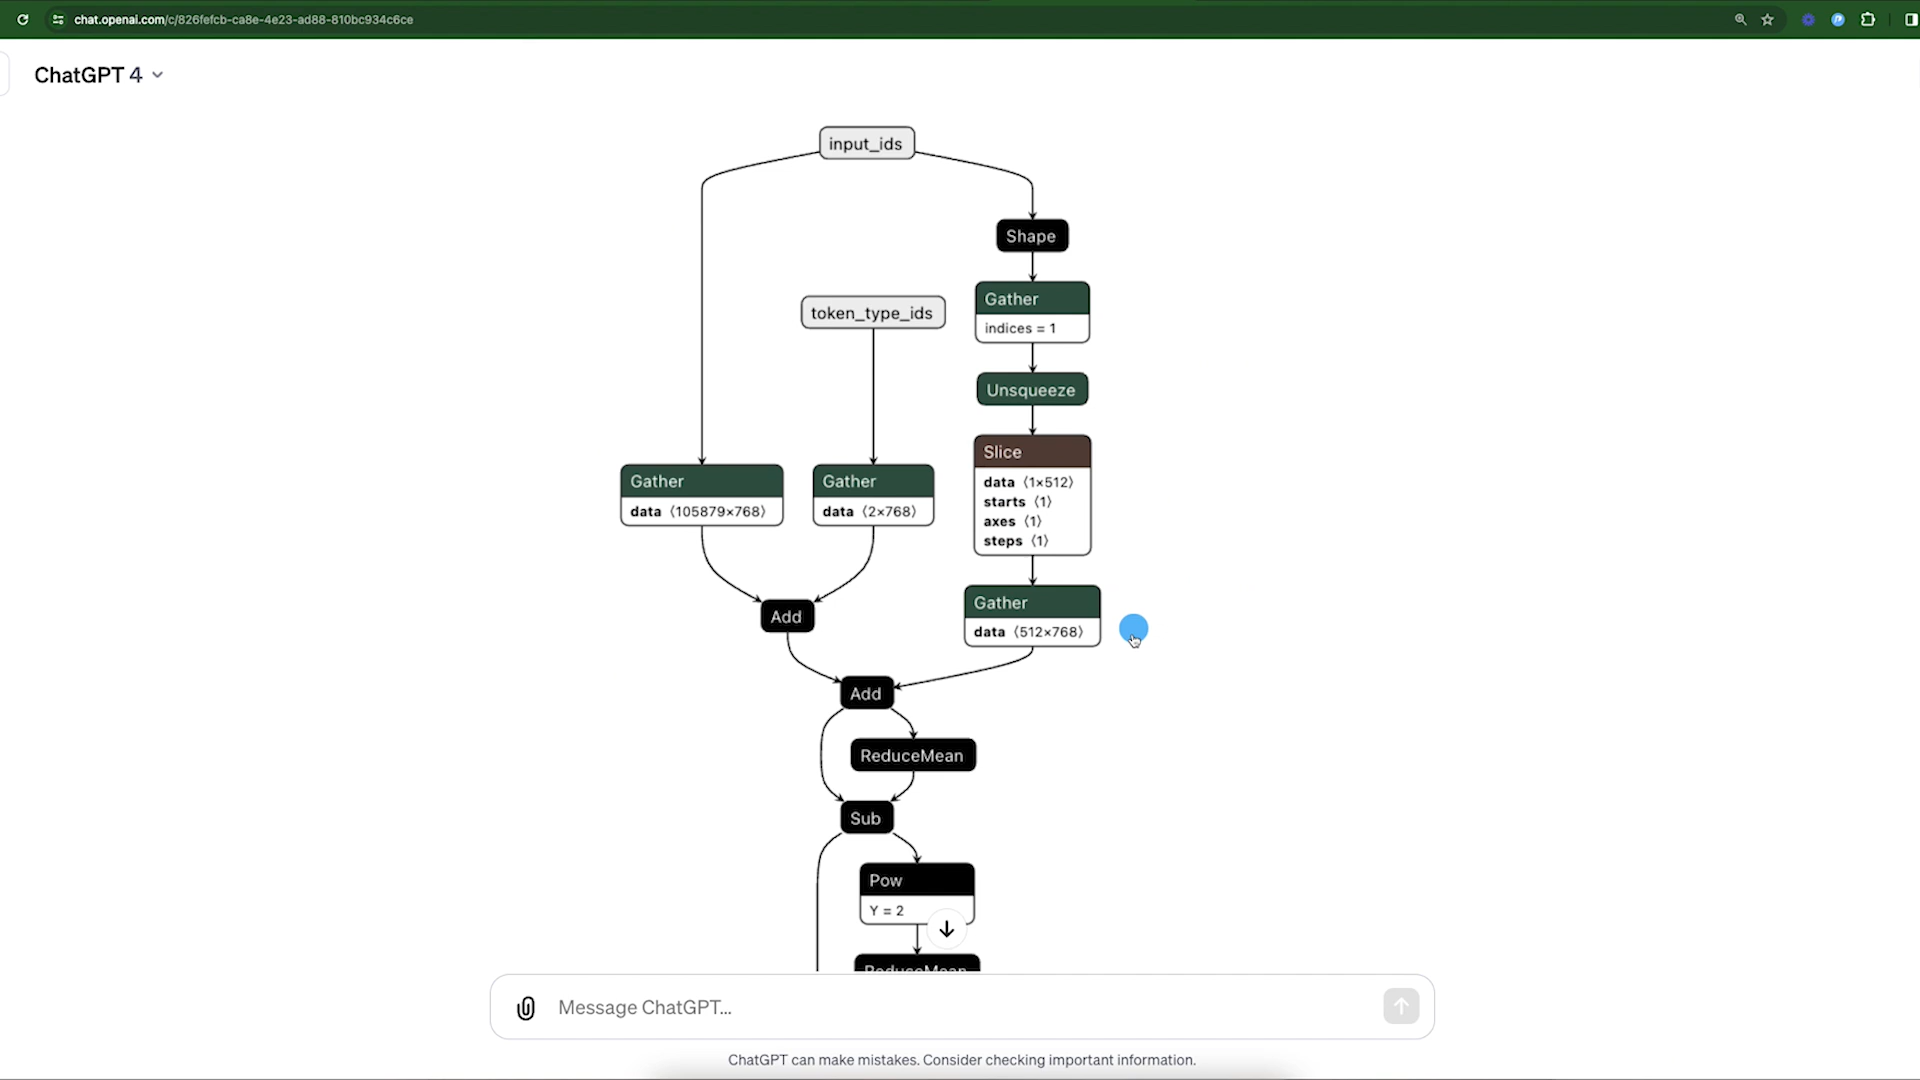 chat.openai.com/c/826fefcb-ca8e-4e23-ad88-810bc934c6ce
ChatGPT 4
input_ids
Shape
Gather
indices = 1
token_type_ids
Unsqueeze
Slice
data ⟨1×512⟩
starts ⟨1⟩
axes ⟨1⟩
steps ⟨1⟩
Gather
data ⟨105879×768⟩
Gather
data ⟨2×768⟩
Gather
data ⟨512×768⟩
Add
Add
ReduceMean
Sub
Pow
Y = 2
ReduceMean
Message ChatGPT...
ChatGPT can make mistakes. Consider checking important information.